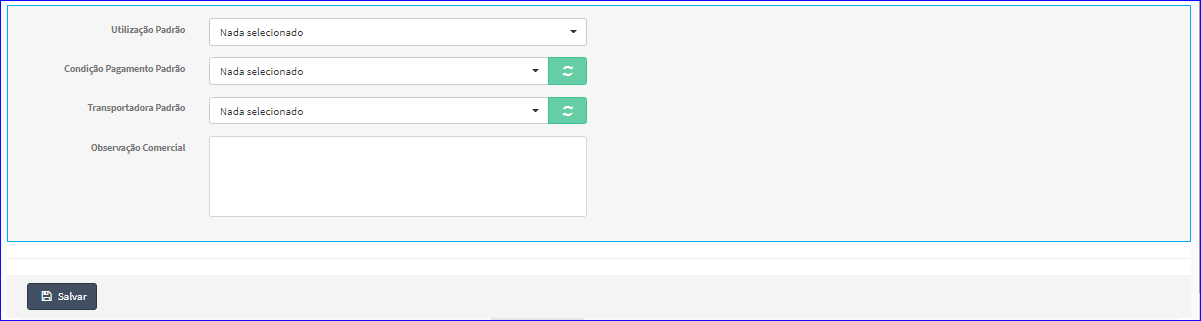 Utilização Padrão
Nada selecionado
Condição Pagamento Padrão
Nada selecionado
Transportadora Padrão
Nada selecionado
Observação Comercial
Salvar